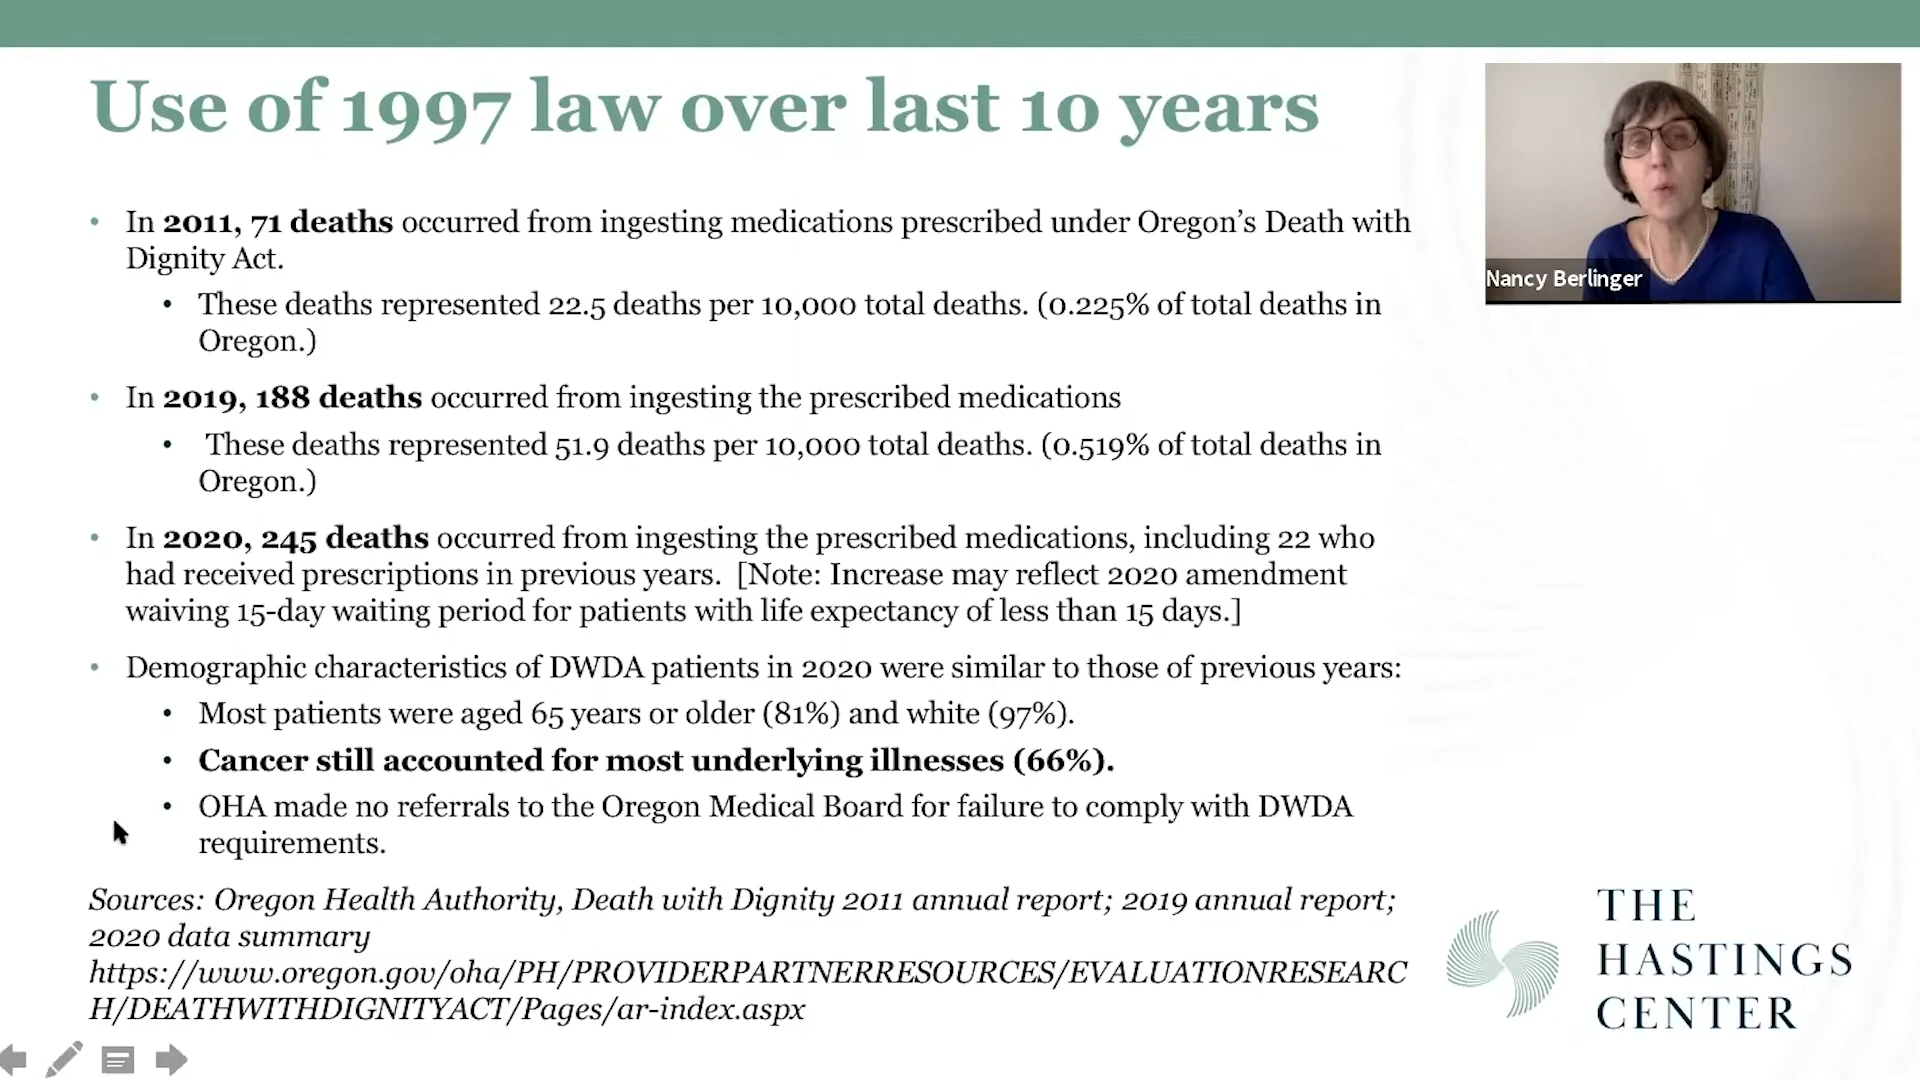 Use of 1997 law over last 10 years
Nancy Berlinger
• In 2011, 71 deaths occurred from ingesting medications prescribed under Oregon’s Death with
Dignity Act.
• These deaths represented 22.5 deaths per 10,000 total deaths. (0.225% of total deaths in
Oregon.)
• In 2019, 188 deaths occurred from ingesting the prescribed medications
• These deaths represented 51.9 deaths per 10,000 total deaths. (0.519% of total deaths in
Oregon.)
• In 2020, 245 deaths occurred from ingesting the prescribed medications, including 22 who
had received prescriptions in previous years. [Note: Increase may reflect 2020 amendment
waiving 15-day waiting period for patients with life expectancy of less than 15 days.]
• Demographic characteristics of DWDA patients in 2020 were similar to those of previous years:
• Most patients were aged 65 years or older (81%) and white (97%).
• Cancer still accounted for most underlying illnesses (66%).
• OHA made no referrals to the Oregon Medical Board for failure to comply with DWDA
requirements.
Sources: Oregon Health Authority, Death with Dignity 2011 annual report; 2019 annual report;
2020 data summary
https://www.oregon.gov/oha/PH/PROVIDERPARTNERRESOURCES/EVALUATIONRESEARC
H/DEATHWITHDIGNITYACT/Pages/ar-index.aspx
THE
HASTINGS
CENTER